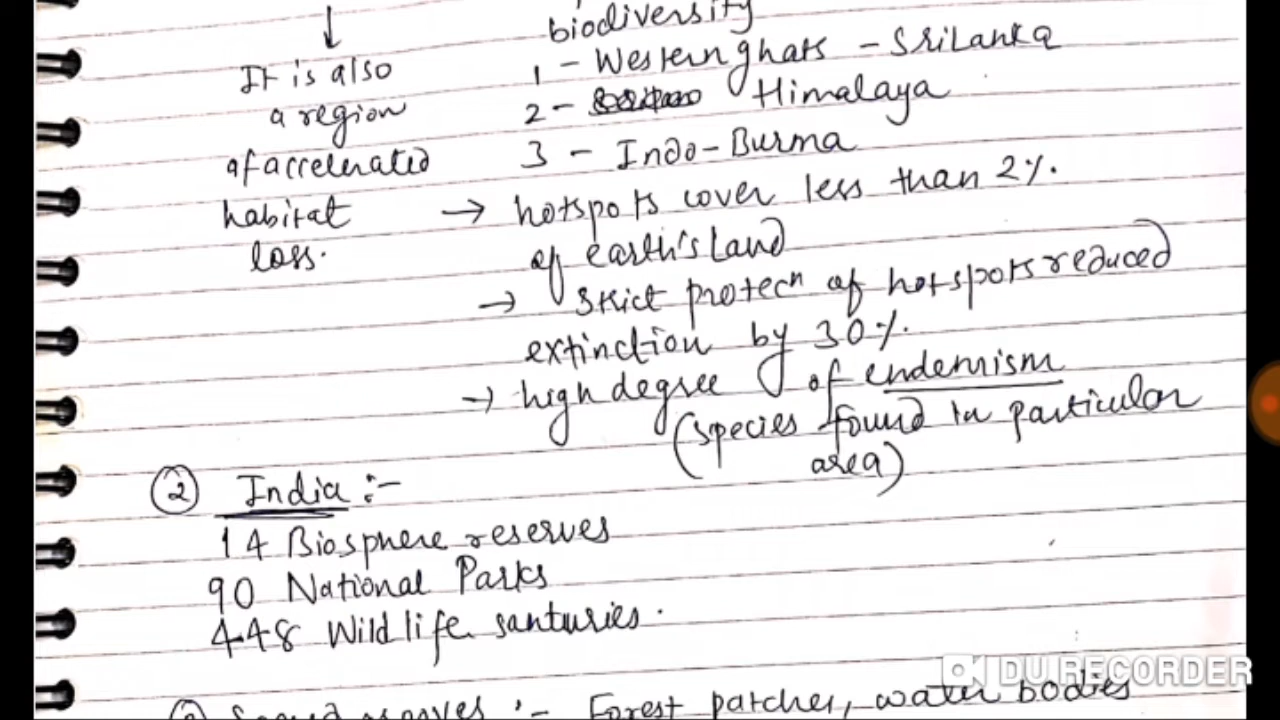 biodiversity
It is also
a region
of accelerated
habitat
loss.
1 - Western ghats - SriLanka
2 - Himalaya
3 - Indo-Burma
→ hotspots cover less than 2%.
of earth's Land
→ Strict protecⁿ of hotspots reduced
extinction by 30%.
→ high degree of endemism
(species found in particular
area)
② India :-
14 Biosphere reserves
90 National Parks
448 Wildlife santuries.
Forest patches, water bodies
DU RECORDER